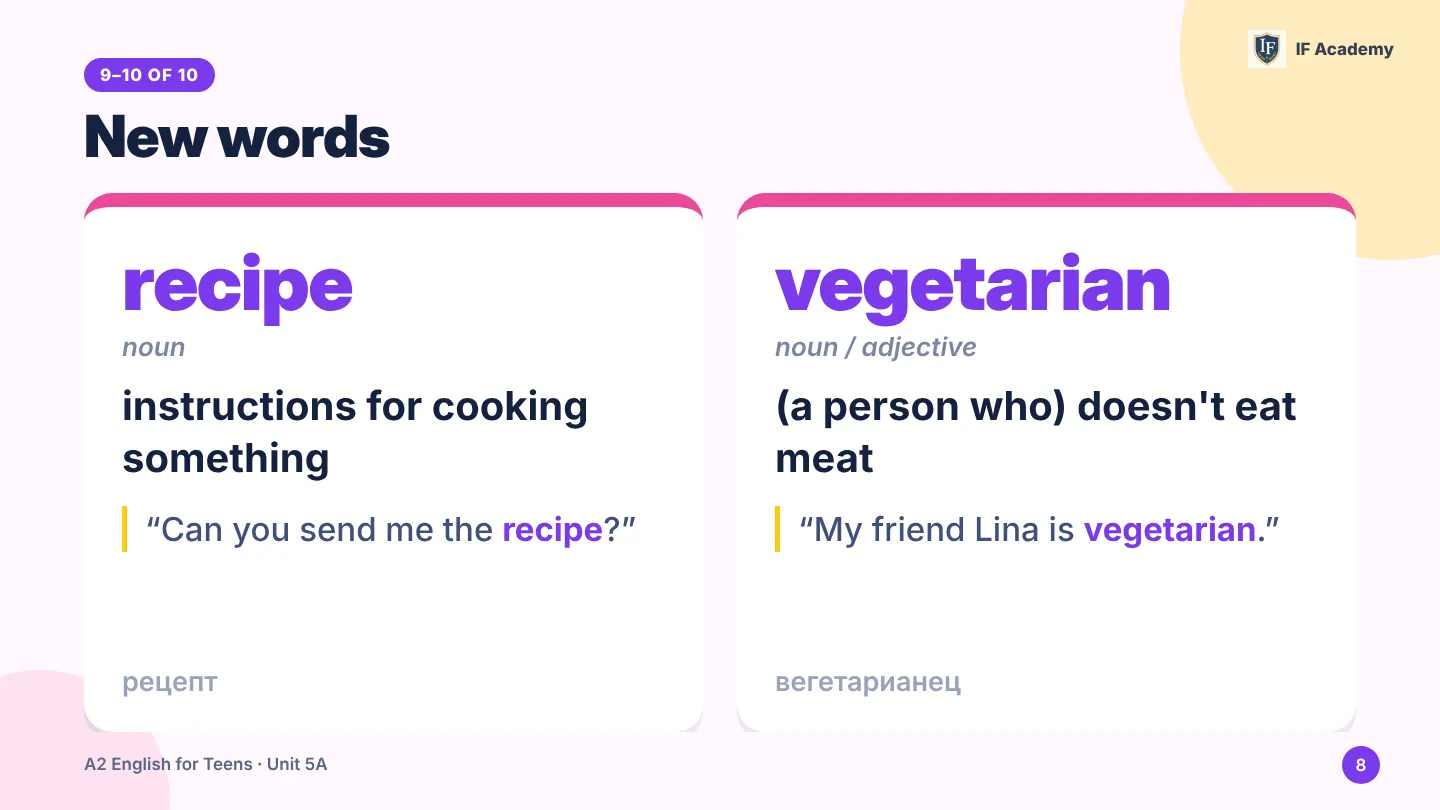 9–10 OF 10
IF Academy
New words
recipe
noun
instructions for cooking
something
“Can you send me the recipe?”
рецепт
vegetarian
noun / adjective
(a person who) doesn't eat
meat
“My friend Lina is vegetarian.”
вегетарианец
A2 English for Teens · Unit 5A
8